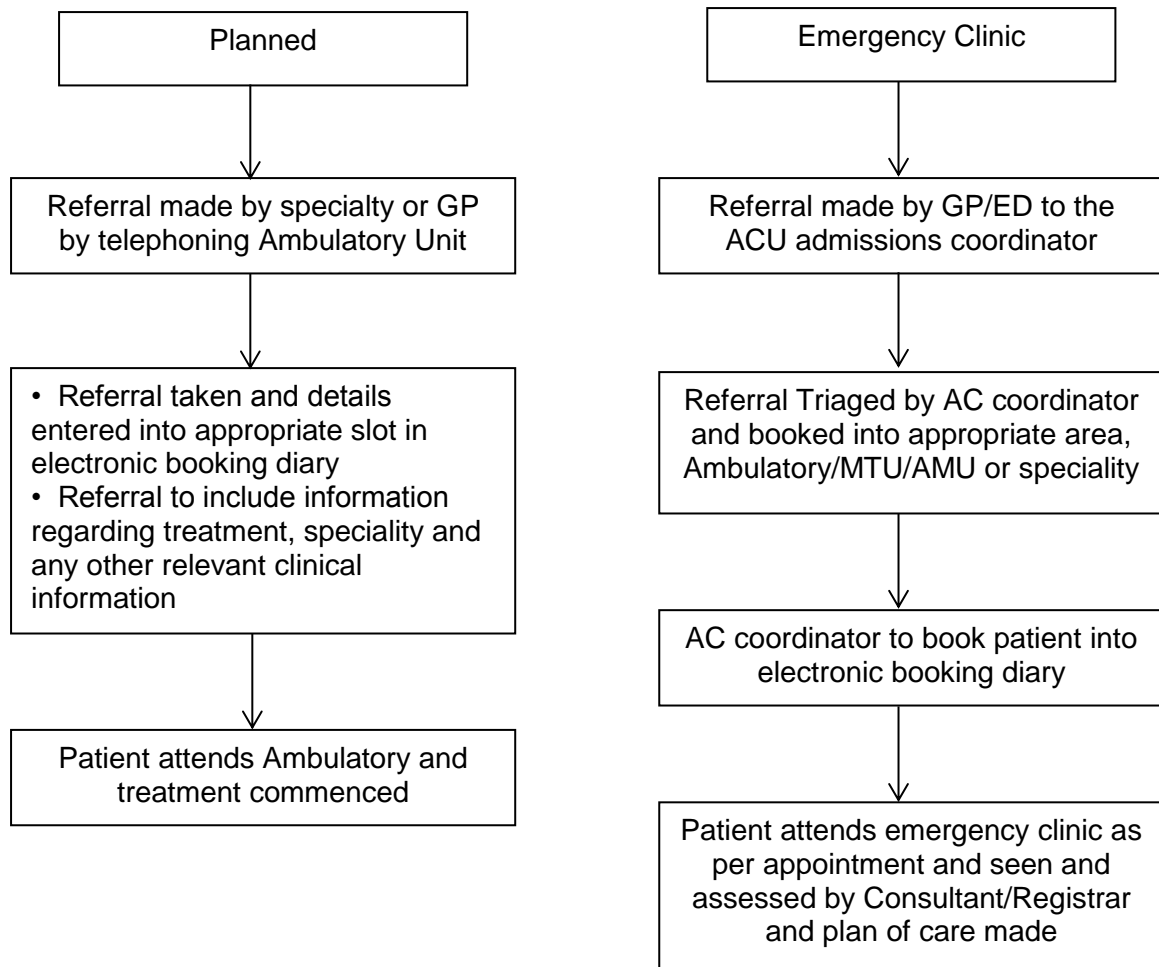 Planned
Referral made by specialty or GP
by telephoning Ambulatory Unit
• Referral taken and details
entered into appropriate slot in
electronic booking diary
• Referral to include information
regarding treatment, speciality and
any other relevant clinical
information
Patient attends Ambulatory and
treatment commenced
Emergency Clinic
Referral made by GP/ED to the
ACU admissions coordinator
Referral Triaged by AC coordinator
and booked into appropriate area,
Ambulatory/MTU/AMU or speciality
AC coordinator to book patient into
electronic booking diary
Patient attends emergency clinic as
per appointment and seen and
assessed by Consultant/Registrar
and plan of care made